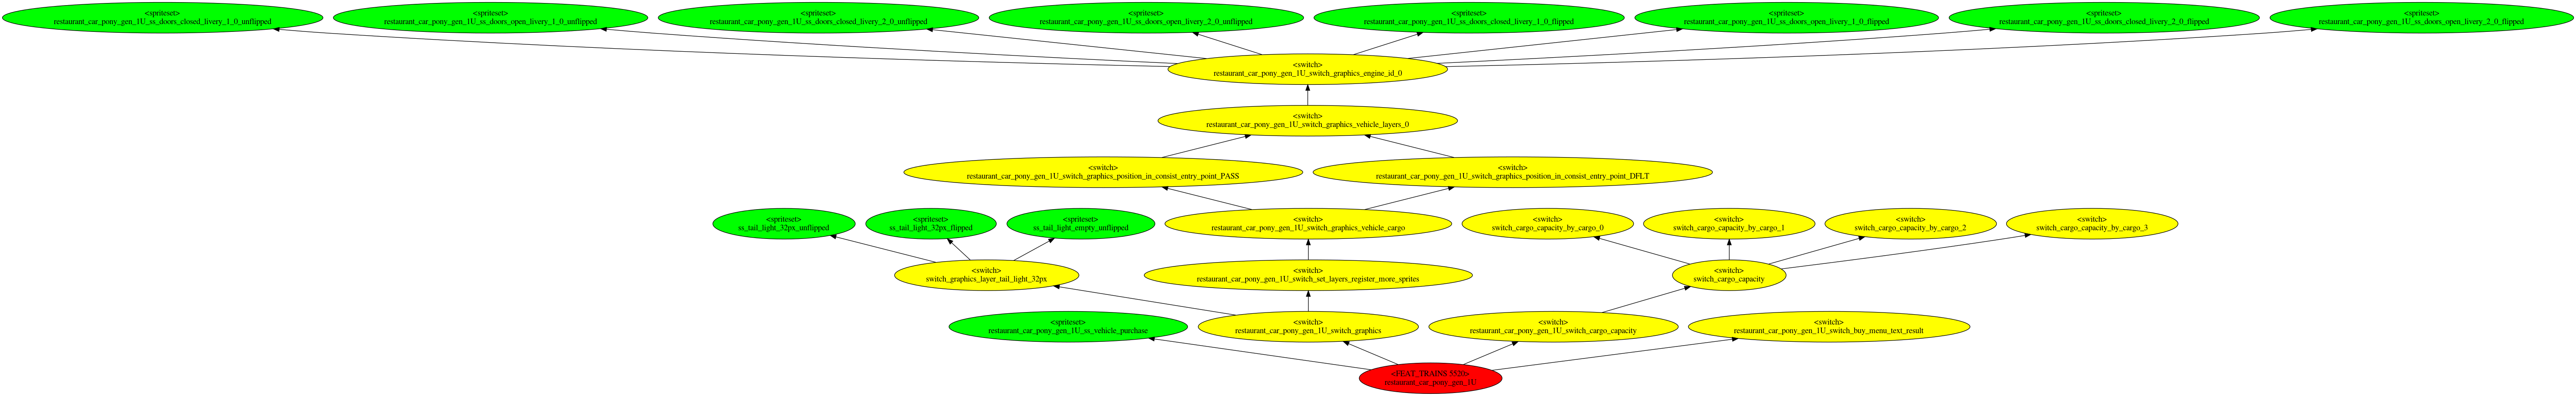 <spriteset>
restaurant_car_pony_gen_1U_ss_doors_closed_livery_1_0_unflipped
<spriteset>
restaurant_car_pony_gen_1U_ss_doors_open_livery_1_0_unflipped
<spriteset>
restaurant_car_pony_gen_1U_ss_doors_closed_livery_2_0_unflipped
<spriteset>
restaurant_car_pony_gen_1U_ss_doors_open_livery_2_0_unflipped
<spriteset>
restaurant_car_pony_gen_1U_ss_doors_closed_livery_1_0_flipped
<spriteset>
restaurant_car_pony_gen_1U_ss_doors_open_livery_1_0_flipped
<spriteset>
restaurant_car_pony_gen_1U_ss_doors_closed_livery_2_0_flipped
<spriteset>
restaurant_car_pony_gen_1U_ss_doors_open_livery_2_0_flipped
<switch>
restaurant_car_pony_gen_1U_switch_graphics_engine_id_0
<switch>
restaurant_car_pony_gen_1U_switch_graphics_vehicle_layers_0
<switch>
restaurant_car_pony_gen_1U_switch_graphics_position_in_consist_entry_point_PASS
<switch>
restaurant_car_pony_gen_1U_switch_graphics_position_in_consist_entry_point_DFLT
<spriteset>
ss_tail_light_32px_unflipped
<spriteset>
ss_tail_light_32px_flipped
<spriteset>
ss_tail_light_empty_unflipped
<switch>
restaurant_car_pony_gen_1U_switch_graphics_vehicle_cargo
<switch>
switch_cargo_capacity_by_cargo_0
<switch>
switch_cargo_capacity_by_cargo_1
<switch>
switch_cargo_capacity_by_cargo_2
<switch>
switch_cargo_capacity_by_cargo_3
<switch>
switch_graphics_layer_tail_light_32px
<switch>
restaurant_car_pony_gen_1U_switch_set_layers_register_more_sprites
<switch>
switch_cargo_capacity
<spriteset>
restaurant_car_pony_gen_1U_ss_vehicle_purchase
<switch>
restaurant_car_pony_gen_1U_switch_graphics
<switch>
restaurant_car_pony_gen_1U_switch_cargo_capacity
<switch>
restaurant_car_pony_gen_1U_switch_buy_menu_text_result
<FEAT_TRAINS 5520>
restaurant_car_pony_gen_1U